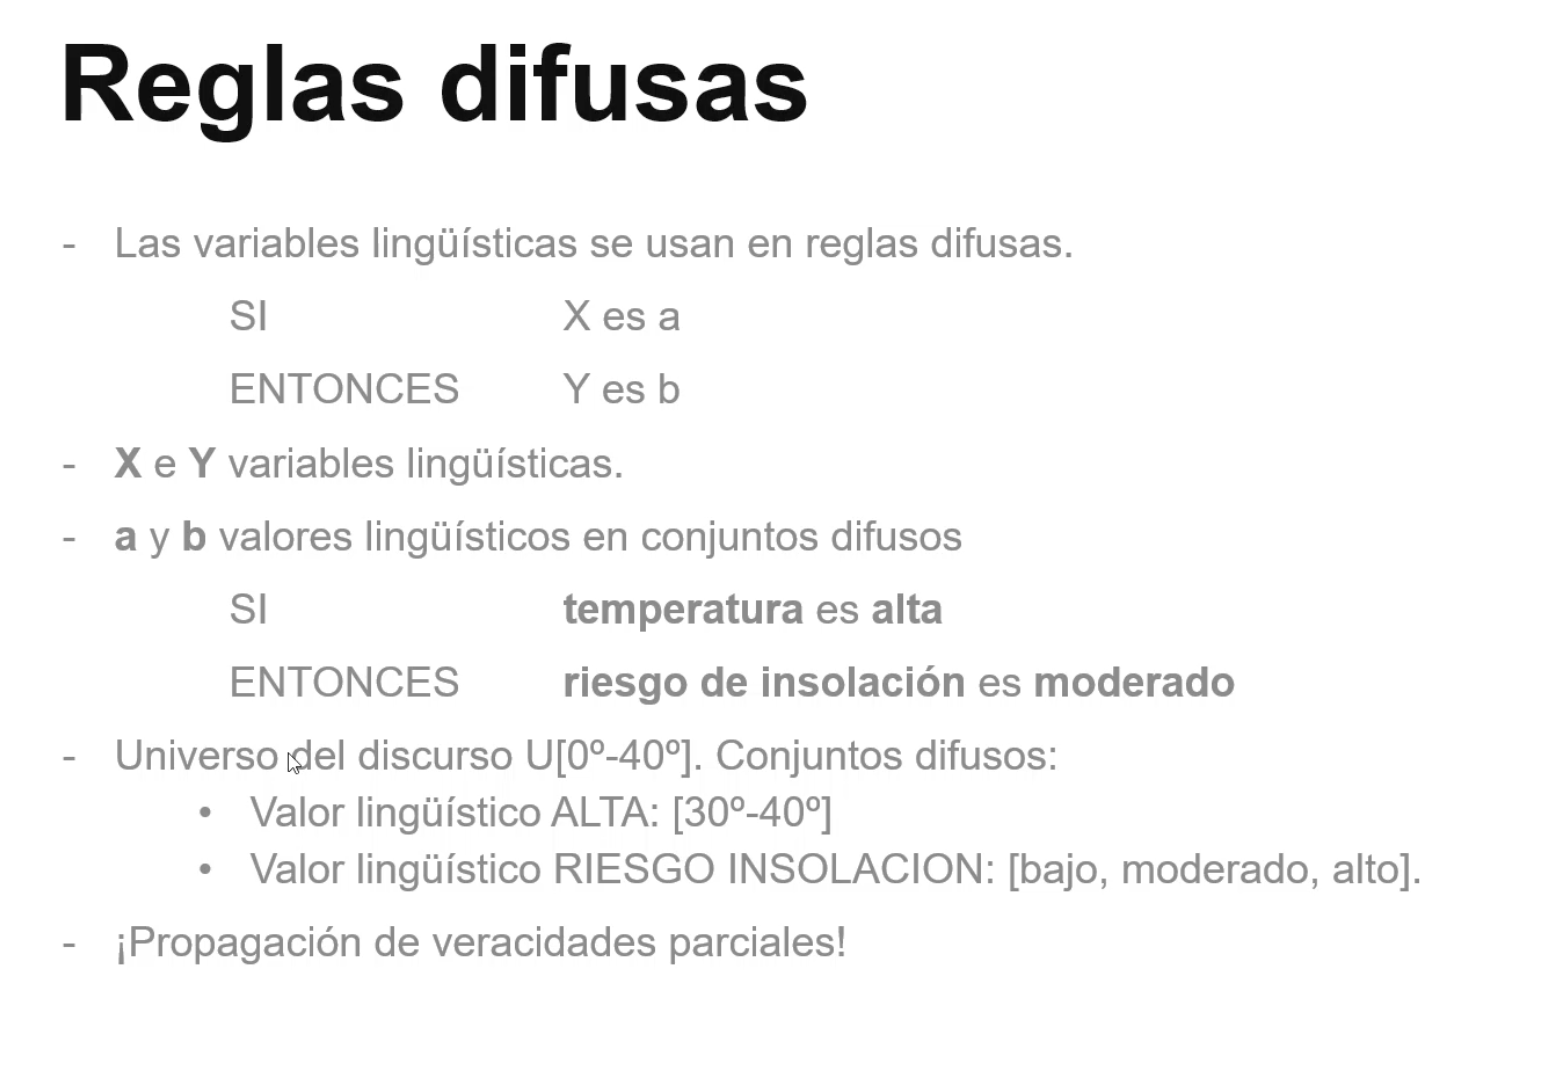 Reglas difusas
- Las variables lingüísticas se usan en reglas difusas.
SI X es a
ENTONCES Y es b
- X e Y variables lingüísticas.
- a y b valores lingüísticos en conjuntos difusos
SI temperatura es alta
ENTONCES riesgo de insolación es moderado
- Universo del discurso U[0º-40º]. Conjuntos difusos:
• Valor lingüístico ALTA: [30º-40º]
• Valor lingüístico RIESGO INSOLACION: [bajo, moderado, alto].
- ¡Propagación de veracidades parciales!